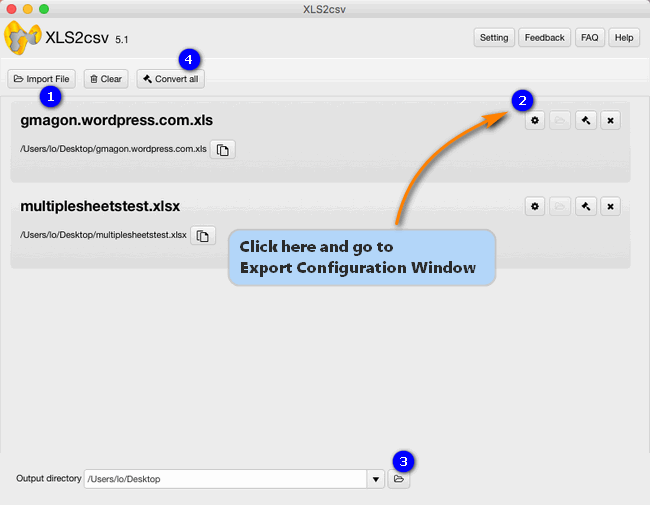 XLS2csv
XLS2csv 5.1
Setting
Feedback
FAQ
Help
4
Import File
Clear
Convert all
1
2
gmagon.wordpress.com.xls
/Users/lo/Desktop/gmagon.wordpress.com.xls
multiplesheetstest.xlsx
/Users/lo/Desktop/multiplesheetstest.xlsx
Click here and go to
Export Configuration Window
3
Output directory
/Users/lo/Desktop